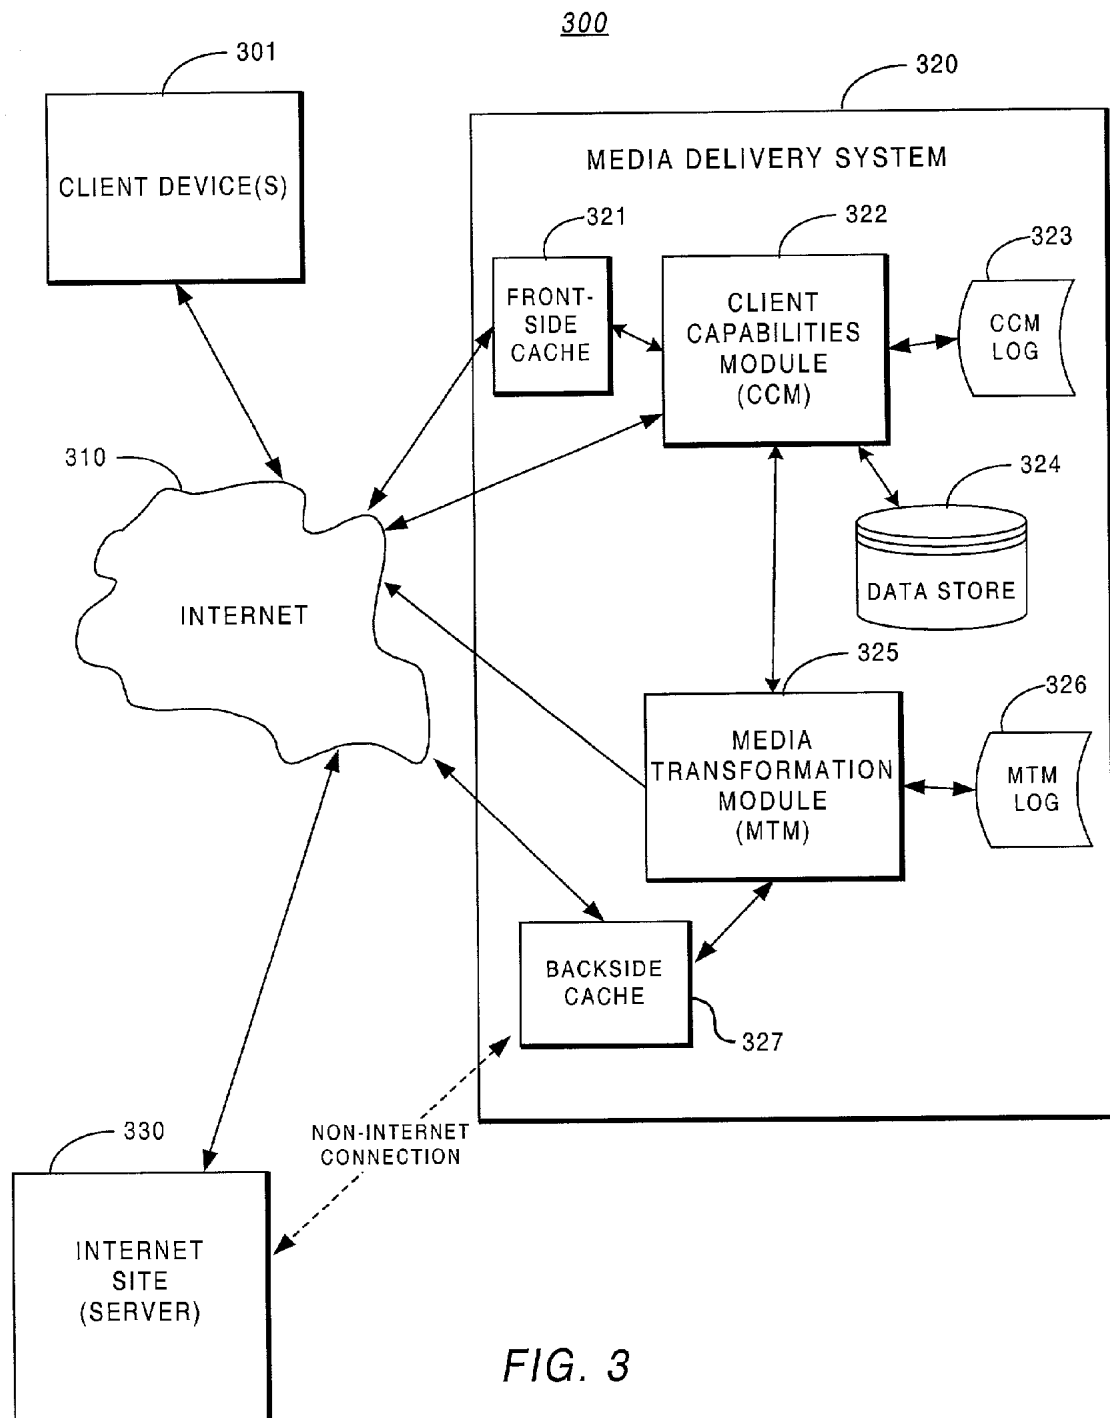 300
301
CLIENT DEVICE(S)
320
MEDIA DELIVERY SYSTEM
321
FRONT-
SIDE
CACHE
322
CLIENT
CAPABILITIES
MODULE
(CCM)
323
CCM
LOG
310
INTERNET
324
DATA STORE
325
MEDIA
TRANSFORMATION
MODULE
(MTM)
326
MTM
LOG
BACKSIDE
CACHE
327
NON-INTERNET
CONNECTION
330
INTERNET
SITE
(SERVER)
FIG. 3